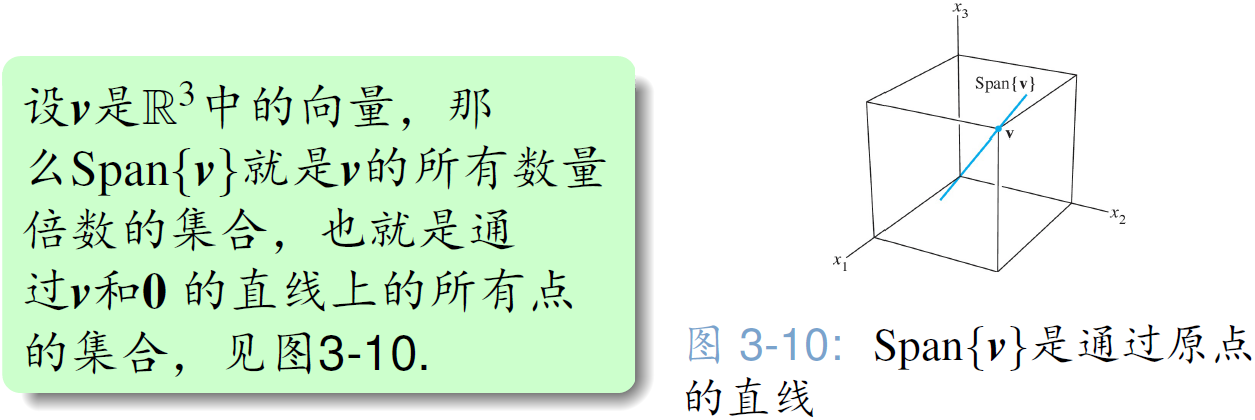 设v是ℝ³中的向量，那
么Span{v}就是v的所有数量
倍数的集合，也就是通
过v和0 的直线上的所有点
的集合，见图3-10.
x₃
Span{v}
v
x₂
x₁
图 3-10: Span{v}是通过原点
的直线